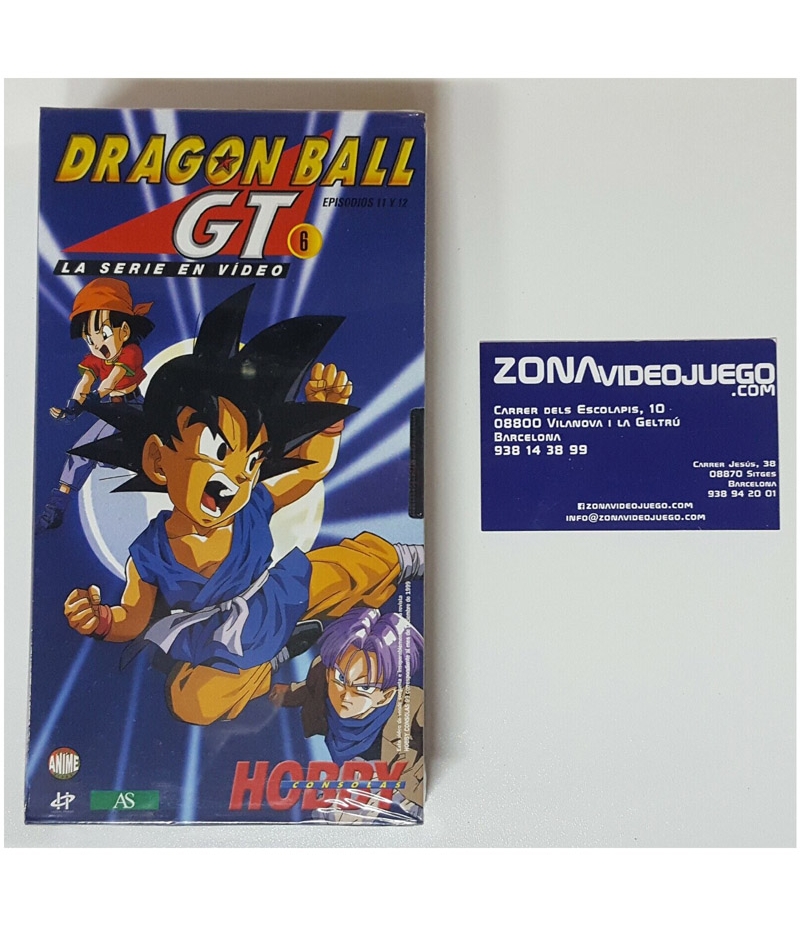 DRAGON BALL
GT
EPISODIOS 11 Y 12
6
LA SERIE EN VÍDEO
ANIME
AS
HOBBY
CONSOLAS
ZONAVIDEOJUEGO
.COM
CARRER DELS ESCOLAPIS, 10
08800 VILANOVA I LA GELTRÚ
BARCELONA
938 14 38 99
CARRER JESÚS, 38
08870 SITGES
BARCELONA
938 94 20 01
ZONAVIDEOJUEGO.COM
INFO@ZONAVIDEOJUEGO.COM